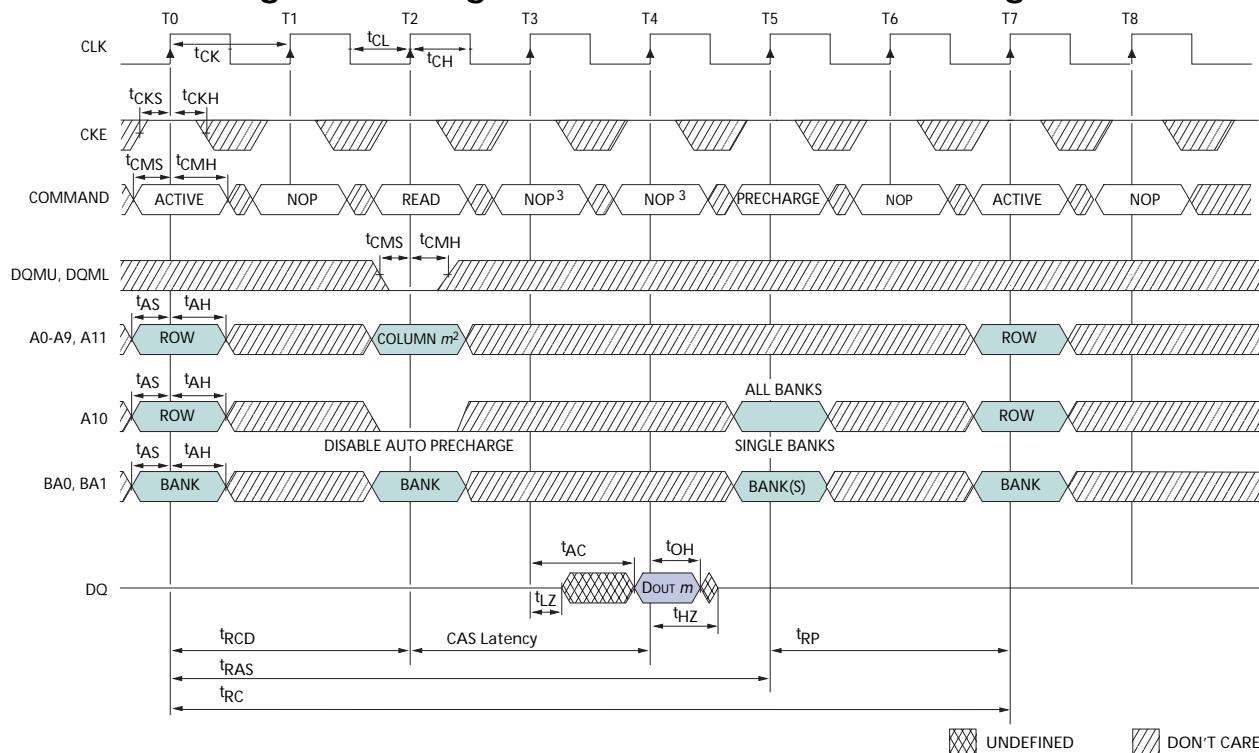 T0 T1 T2 T3 T4 T5 T6 T7 T8
CLK
tCK tCL tCH
tCKS tCKH
CKE
tCMS tCMH
COMMAND ACTIVE NOP READ NOP3 NOP 3 PRECHARGE NOP ACTIVE NOP
tCMS tCMH
DQMU, DQML
tAS tAH
A0-A9, A11 ROW COLUMN m2 ROW
tAS tAH ALL BANKS
A10 ROW ROW
DISABLE AUTO PRECHARGE SINGLE BANKS
tAS tAH
BA0, BA1 BANK BANK BANK(S) BANK
tAC tOH
DQ DOUT m
tLZ tHZ
tRCD CAS Latency tRP
tRAS
tRC
UNDEFINED DON'T CARE